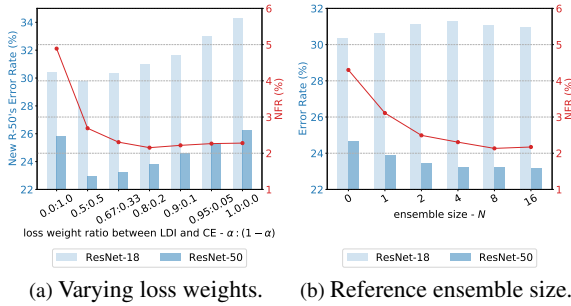 34
32
30
28
26
24
22
New R-50's Error Rate (%)
6
5
4
3
2
1
NFR (%)
0.0:1.0
0.5:0.5
0.67:0.33
0.8:0.2
0.9:0.1
0.95:0.05
1.0:0.0
loss weight ratio between LDI and CE - α : (1 − α)
ResNet-18 ResNet-50
(a) Varying loss weights.
32
30
28
26
24
22
Error Rate (%)
6
5
4
3
2
1
NFR (%)
0 1 2 4 8 16
ensemble size - N
ResNet-18 ResNet-50
(b) Reference ensemble size.